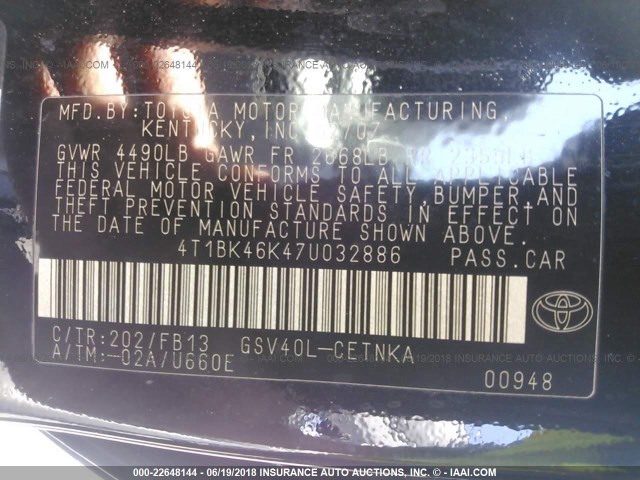 MFD.BY:TOYOTA MOTOR MANUFACTURING,
KENTUCKY, INC. /07
GVWR 4490LB GAWR FR 2668LB
THIS VEHICLE CONFORMS TO ALL APPLICABLE
FEDERAL MOTOR VEHICLE SAFETY, BUMPER, AND
THEFT PREVENTION STANDARDS IN EFFECT ON
THE DATE OF MANUFACTURE SHOWN ABOVE.
4T1BK46K47U032886 PASS.CAR
C/TR:202/FB13 GSV40L-CETNKA
A/TM:-02A/U660E
00948
000-22648144 - 06/19/2018 INSURANCE AUTO AUCTIONS, INC. - IAAI.COM